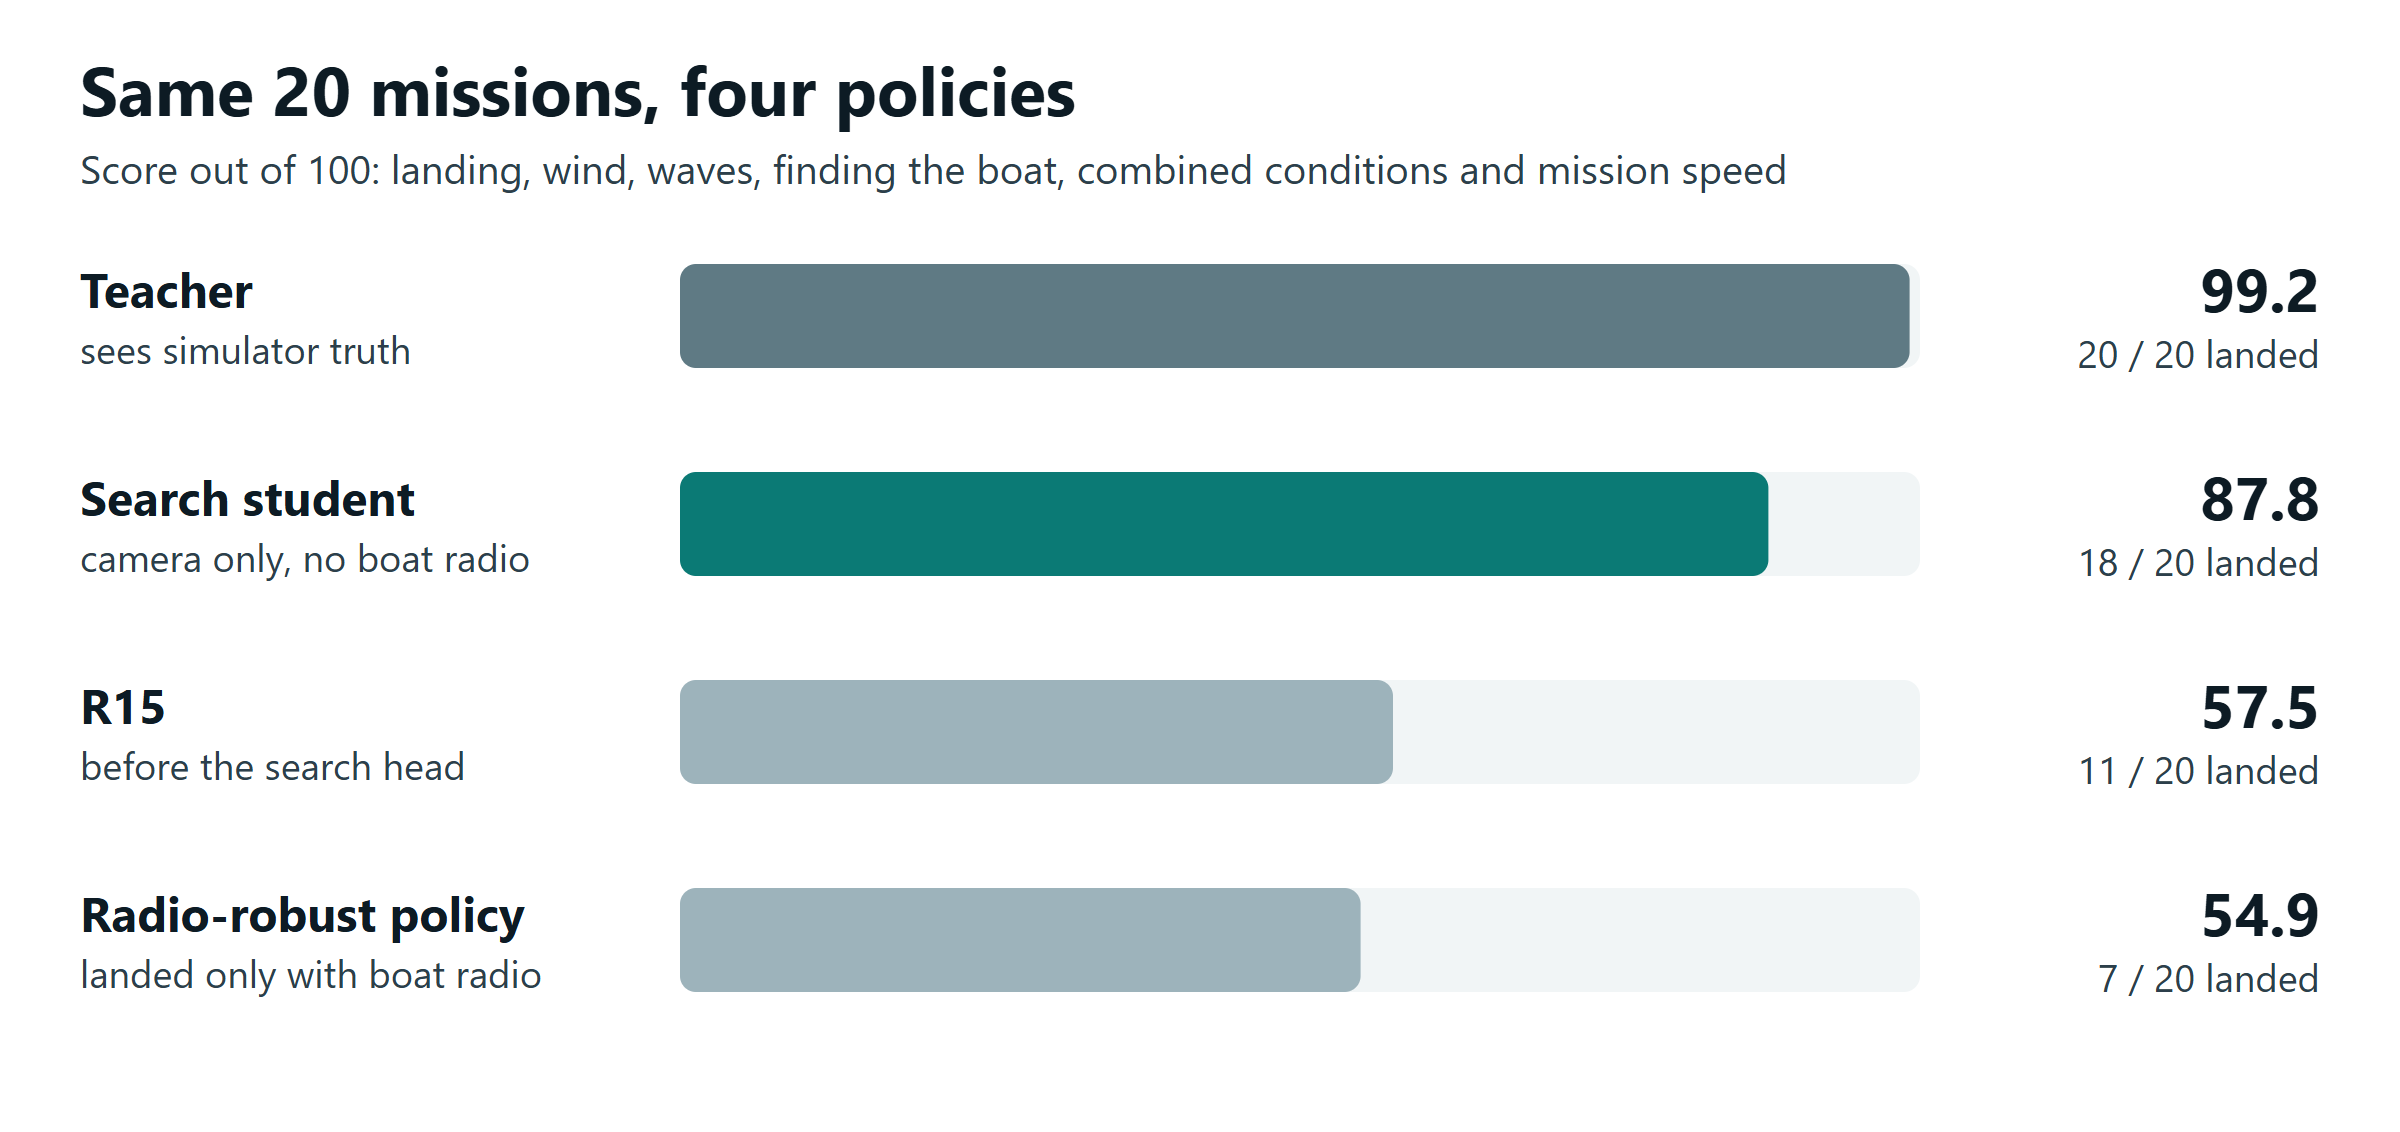 Same 20 missions, four policies
Score out of 100: landing, wind, waves, finding the boat, combined conditions and mission speed
Teacher
sees simulator truth
99.2
20 / 20 landed
Search student
camera only, no boat radio
87.8
18 / 20 landed
R15
before the search head
57.5
11 / 20 landed
Radio-robust policy
landed only with boat radio
54.9
7 / 20 landed